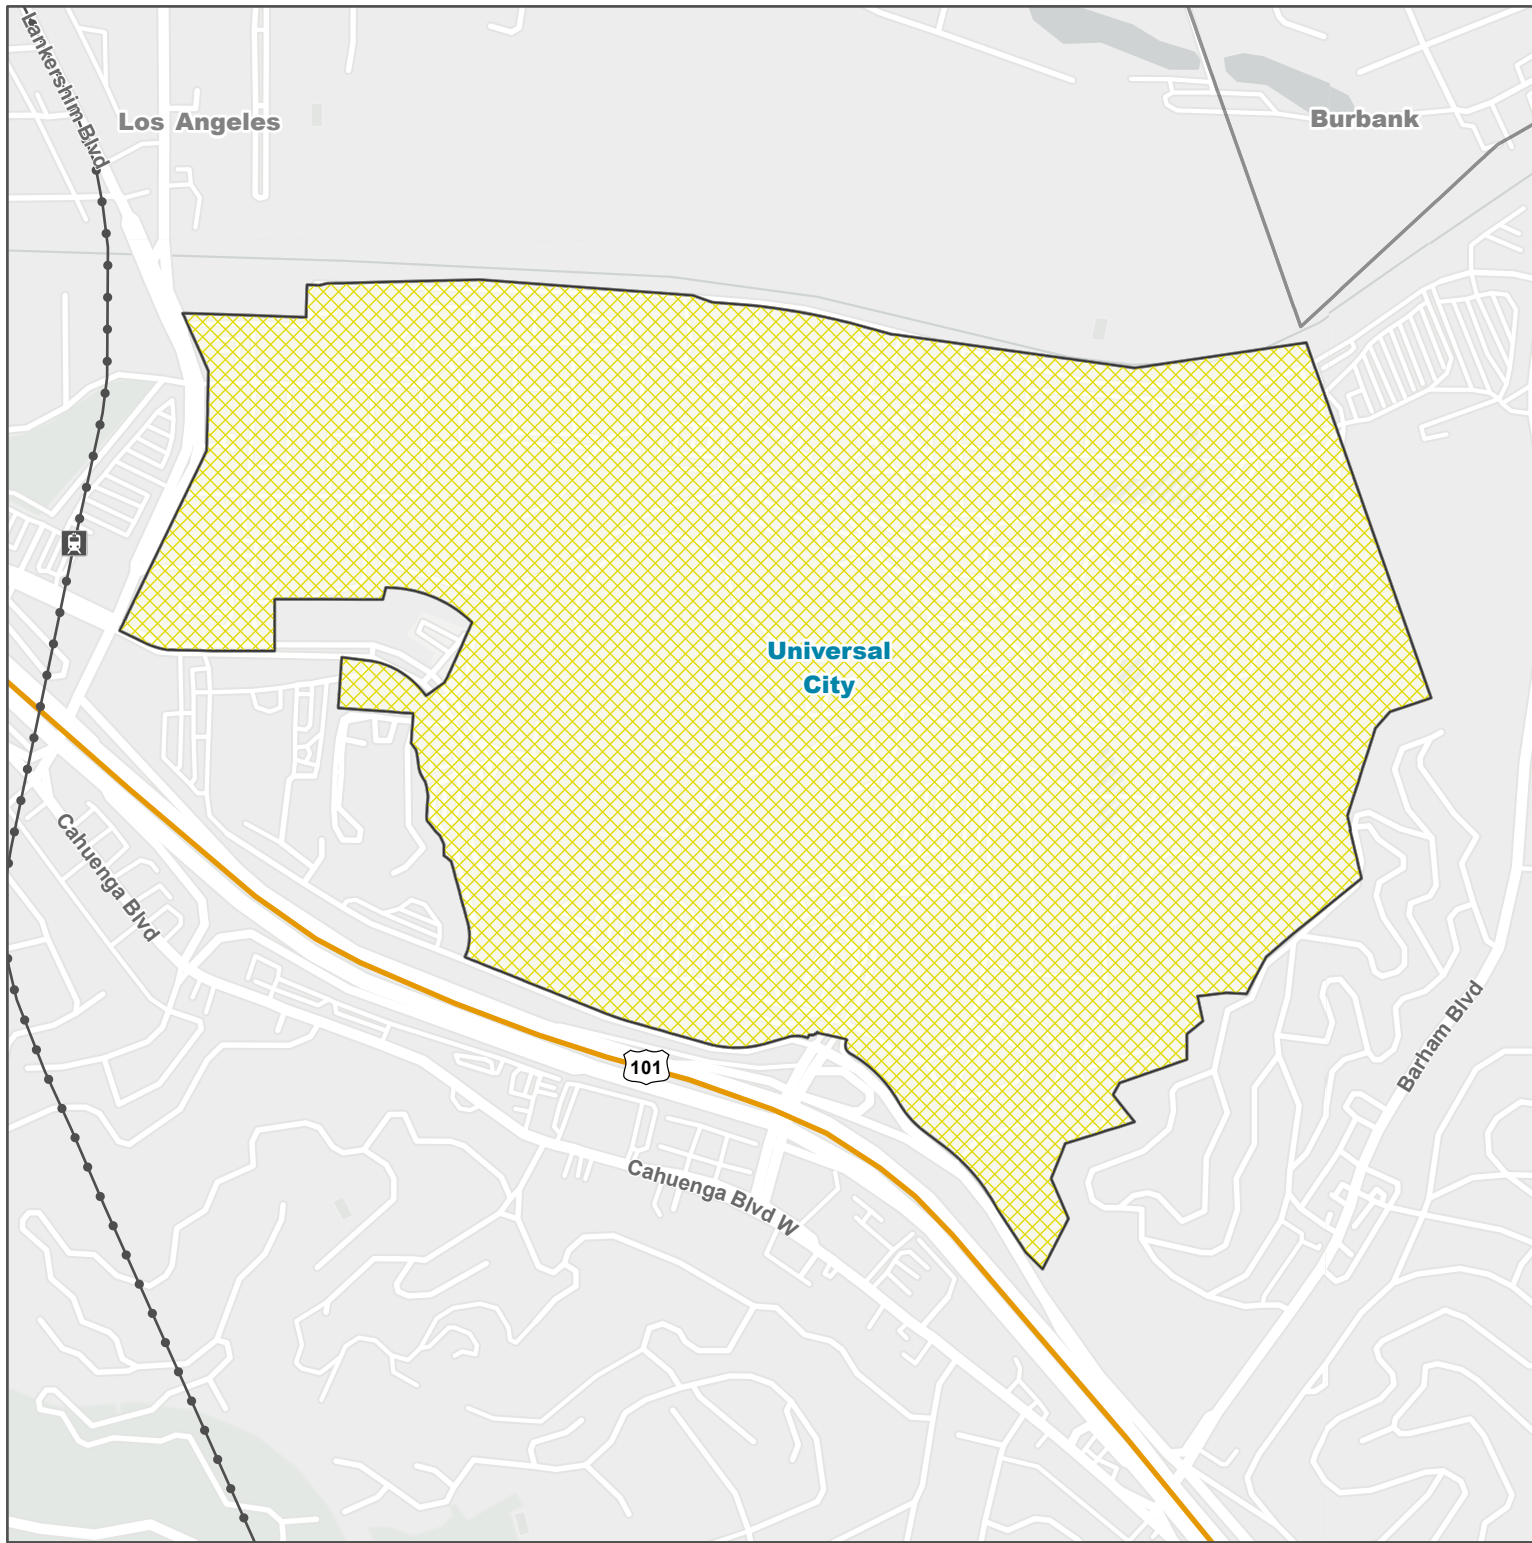 Lankershim Blvd
Los Angeles
Burbank
Universal
City
Cahuenga Blvd
Barham Blvd
101
Cahuenga Blvd W